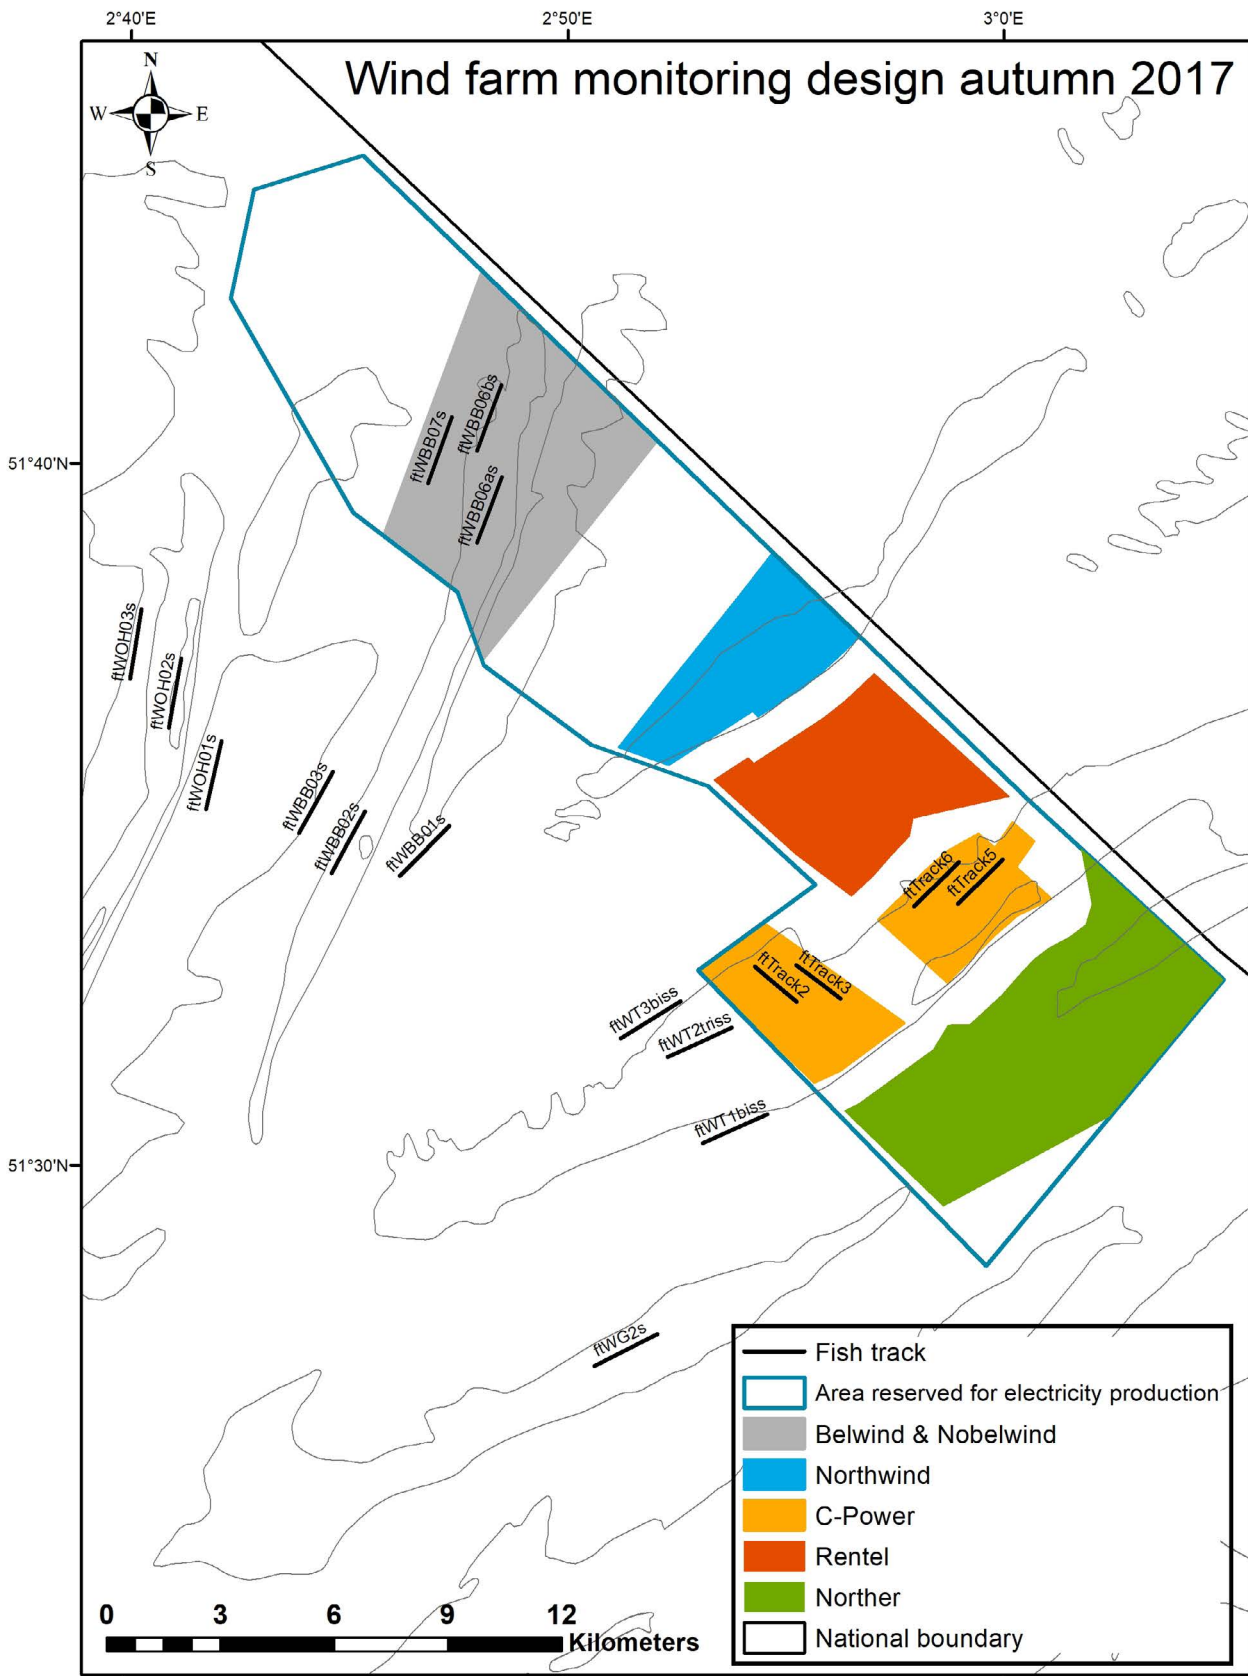 2°40'E 2°50'E 3°0'E
Wind farm monitoring design autumn 2017
N
W E
S
51°40'N
51°30'N
ftWBB06bs
ftWBB07s
ftWBB06as
ftWOH03s
ftWOH02s
ftWOH01s
ftWBB03s
ftWBB02s
ftWBB01s
ftTrack6
ftTrack5
ftTrack3
ftTrack2
ftWT3biss
ftWT2triss
ftWT1biss
ftWG2s
Fish track
Area reserved for electricity production
Belwind & Nobelwind
Northwind
C-Power
Rentel
Norther
National boundary
0 3 6 9 12
Kilometers